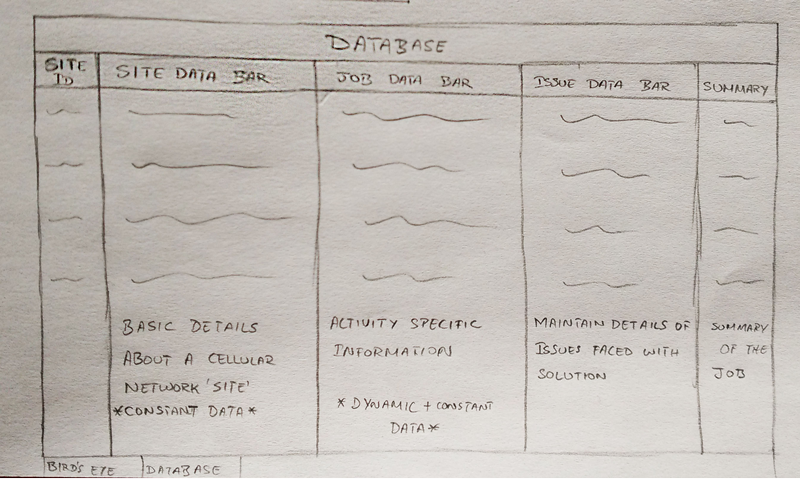 DATABASE
SITE ID
SITE DATA BAR
JOB DATA BAR
ISSUE DATA BAR
SUMMARY
BASIC DETAILS
ABOUT A CELLULAR
NETWORK 'SITE'
*CONSTANT DATA*
ACTIVITY SPECIFIC
INFORMATION
* DYNAMIC + CONSTANT
DATA*
MAINTAIN DETAILS OF
ISSUES FACED WITH
SOLUTION
SUMMARY
OF THE
JOB
BIRD'S EYE
DATABASE